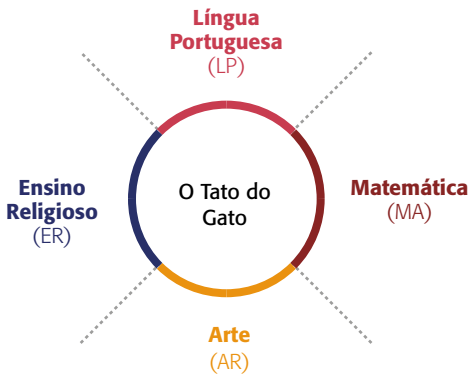 Língua
Portuguesa
(LP)
Ensino
Religioso
(ER)
O Tato do
Gato
Matemática
(MA)
Arte
(AR)